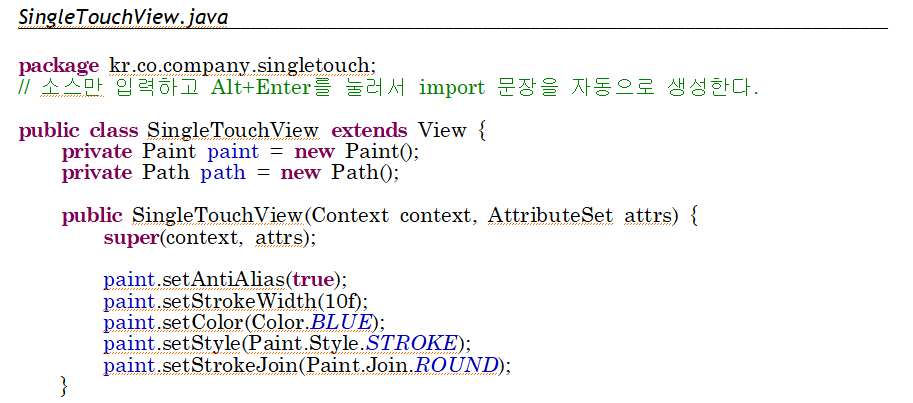 SingleTouchView.java
package kr.co.company.singletouch;
// 소스만 입력하고 Alt+Enter를 눌러서 import 문장을 자동으로 생성한다.
public class SingleTouchView extends View {
private Paint paint = new Paint();
private Path path = new Path();
public SingleTouchView(Context context, AttributeSet attrs) {
super(context, attrs);
paint.setAntiAlias(true);
paint.setStrokeWidth(10f);
paint.setColor(Color.BLUE);
paint.setStyle(Paint.Style.STROKE);
paint.setStrokeJoin(Paint.Join.ROUND);
}